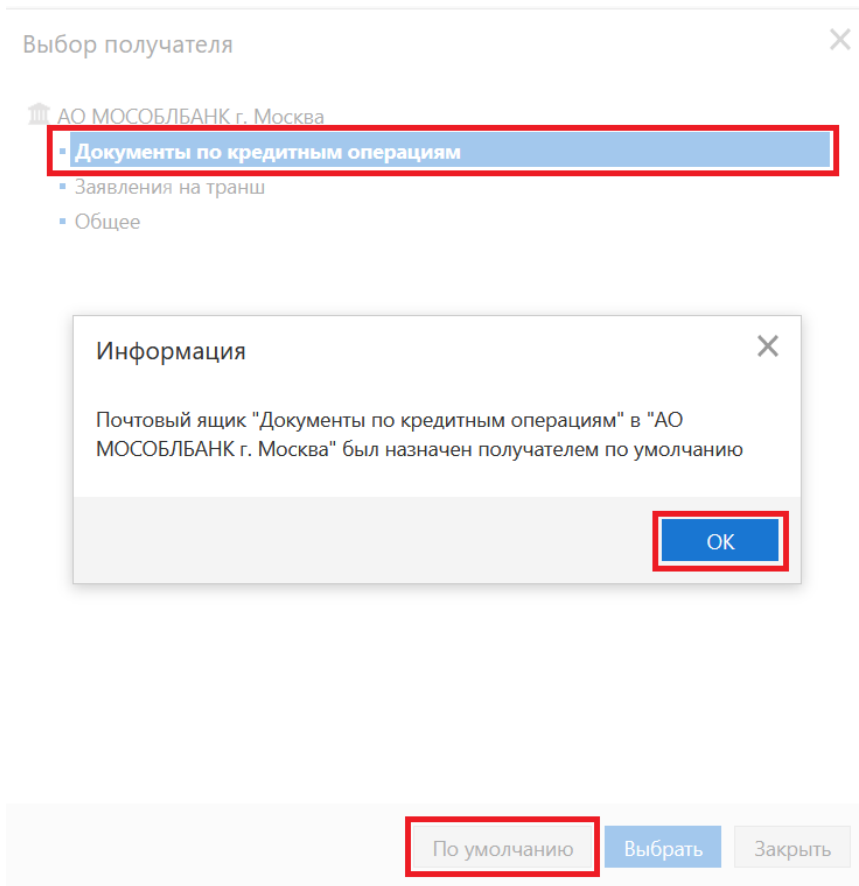 Выбор получателя
АО МОСОБЛБАНК г. Москва
Документы по кредитным операциям
Заявления на транш
Общее
Информация
Почтовый ящик "Документы по кредитным операциям" в "АО
МОСОБЛБАНК г. Москва" был назначен получателем по умолчанию
ОК
По умолчанию
Выбрать
Закрыть